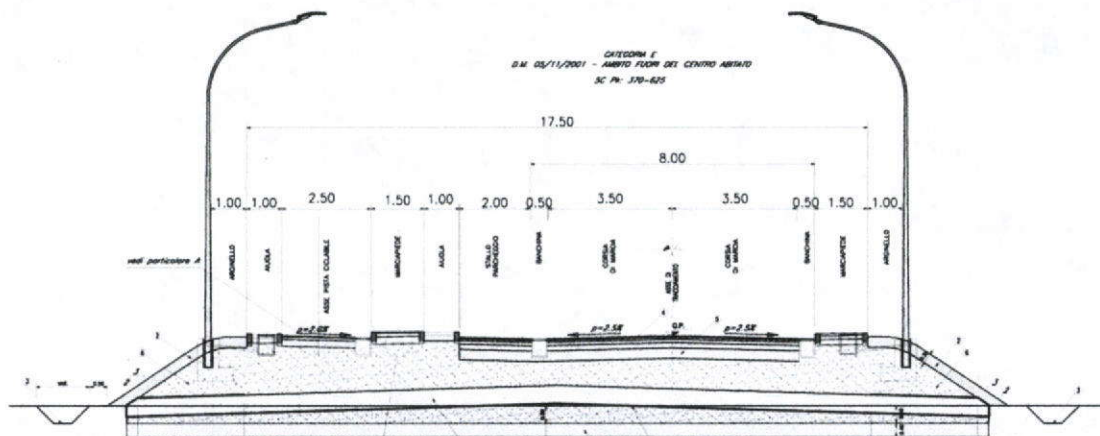 CATEGORIA E
D.M. 05/11/2001 - AMBITO FUORI DEL CENTRO ABITATO
SC Pk: 370-625
17.50
8.00
1.00 1.00 2.50 1.50 1.00 2.00 0.50 3.50 3.50 0.50 1.50 1.00
ARGINELLO
AIUOLA
ASSE PISTA CICLABILE
MARCIAPIEDE
AIUOLA
STALLO
PARCHEGGIO
BANCHINA
CORSIA
DI MARCIA
ASSE DI
TRACCIAMENTO
CORSIA
DI MARCIA
BANCHINA
MARCIAPIEDE
ARGINELLO
vedi particolare A
p=2.0%
p=2.5%
Q.P.
p=2.5%